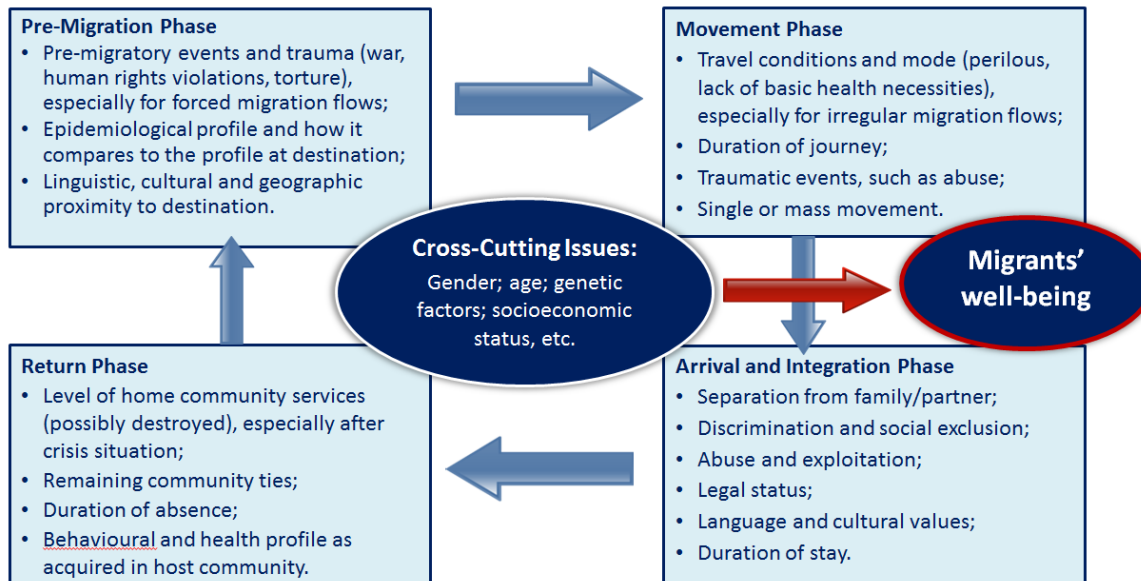 Pre-Migration Phase
• Pre-migratory events and trauma (war,
human rights violations, torture),
especially for forced migration flows;
• Epidemiological profile and how it
compares to the profile at destination;
• Linguistic, cultural and geographic
proximity to destination.
Movement Phase
• Travel conditions and mode (perilous,
lack of basic health necessities),
especially for irregular migration flows;
• Duration of journey;
• Traumatic events, such as abuse;
• Single or mass movement.
Cross-Cutting Issues:
Gender; age; genetic
factors; socioeconomic
status, etc.
Migrants'
well-being
Return Phase
• Level of home community services
(possibly destroyed), especially after
crisis situation;
• Remaining community ties;
• Duration of absence;
• Behavioural and health profile as
acquired in host community.
Arrival and Integration Phase
• Separation from family/partner;
• Discrimination and social exclusion;
• Abuse and exploitation;
• Legal status;
• Language and cultural values;
• Duration of stay.